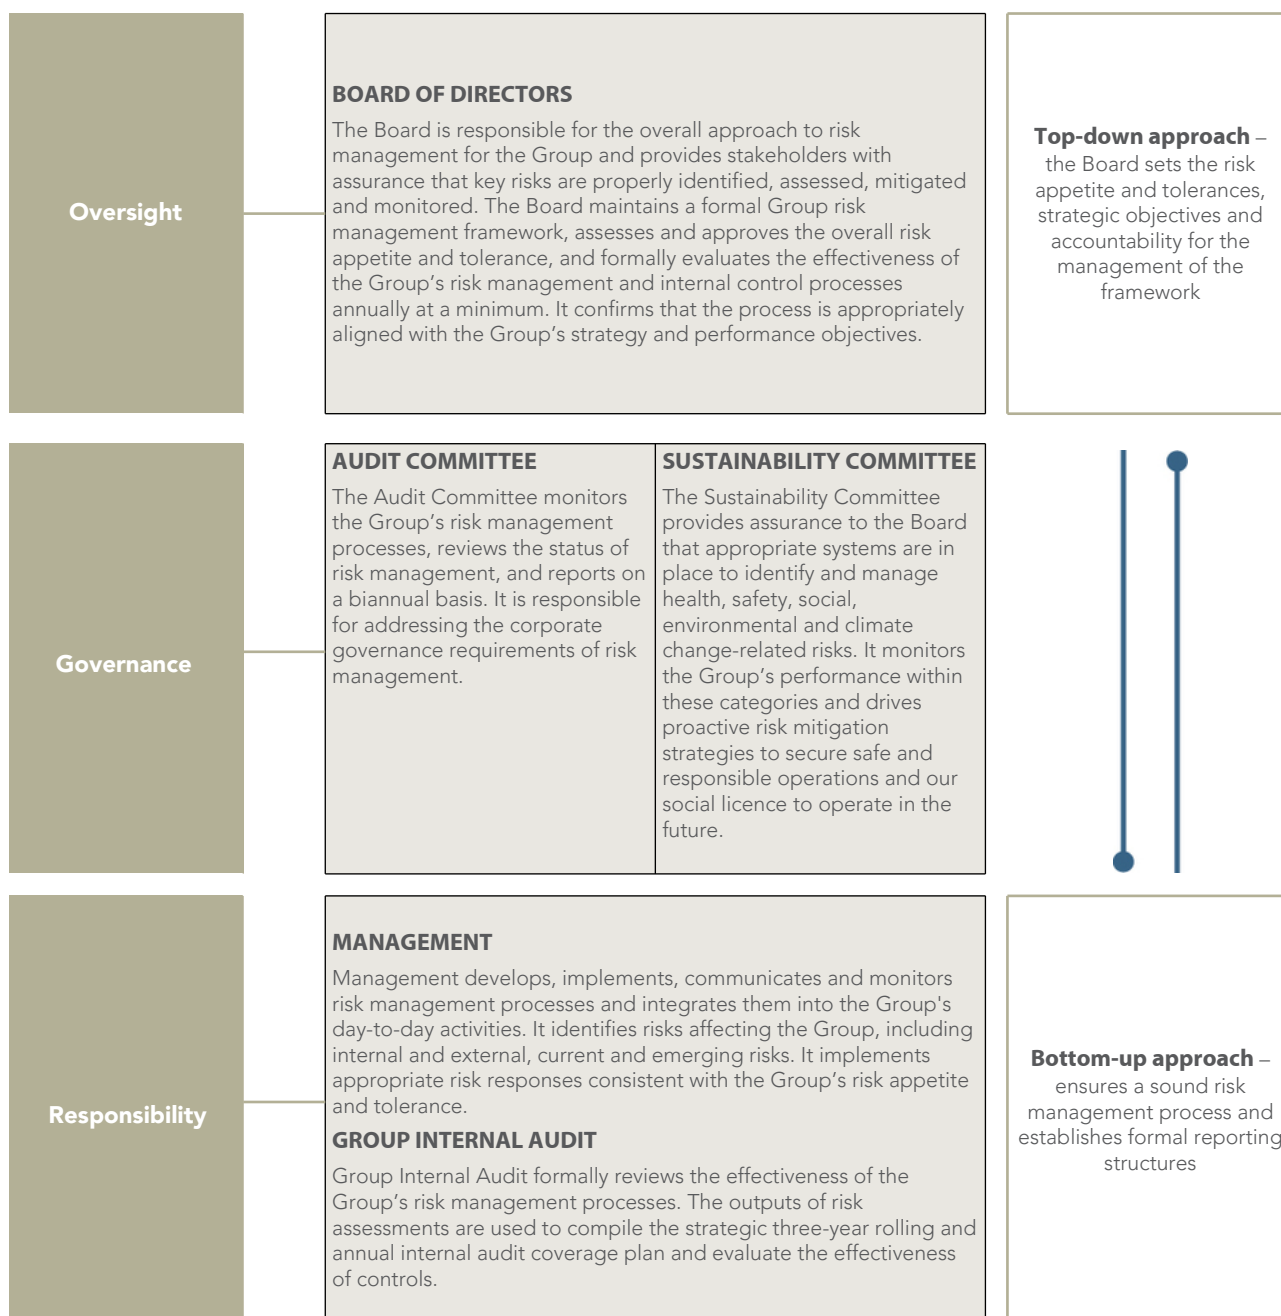 Oversight
BOARD OF DIRECTORS
The Board is responsible for the overall approach to risk
management for the Group and provides stakeholders with
assurance that key risks are properly identified, assessed, mitigated
and monitored. The Board maintains a formal Group risk
management framework, assesses and approves the overall risk
appetite and tolerance, and formally evaluates the effectiveness of
the Group’s risk management and internal control processes
annually at a minimum. It confirms that the process is appropriately
aligned with the Group’s strategy and performance objectives.
Top-down approach –
the Board sets the risk
appetite and tolerances,
strategic objectives and
accountability for the
management of the
framework
Governance
AUDIT COMMITTEE
The Audit Committee monitors
the Group’s risk management
processes, reviews the status of
risk management, and reports on
a biannual basis. It is responsible
for addressing the corporate
governance requirements of risk
management.
SUSTAINABILITY COMMITTEE
The Sustainability Committee
provides assurance to the Board
that appropriate systems are in
place to identify and manage
health, safety, social,
environmental and climate
change-related risks. It monitors
the Group’s performance within
these categories and drives
proactive risk mitigation
strategies to secure safe and
responsible operations and our
social licence to operate in the
future.
Responsibility
MANAGEMENT
Management develops, implements, communicates and monitors
risk management processes and integrates them into the Group's
day-to-day activities. It identifies risks affecting the Group, including
internal and external, current and emerging risks. It implements
appropriate risk responses consistent with the Group’s risk appetite
and tolerance.
GROUP INTERNAL AUDIT
Group Internal Audit formally reviews the effectiveness of the
Group’s risk management processes. The outputs of risk
assessments are used to compile the strategic three-year rolling and
annual internal audit coverage plan and evaluate the effectiveness
of controls.
Bottom-up approach –
ensures a sound risk
management process and
establishes formal reporting
structures